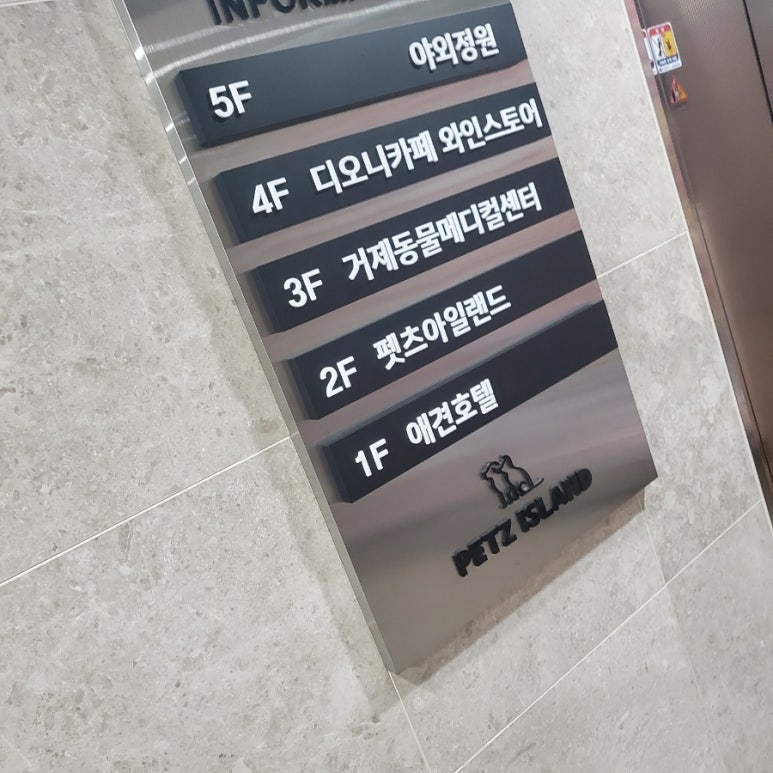 5F 야외정원
4F 디오니카페 와인스토어
3F 거제동물메디컬센터
2F 펫츠아일랜드
1F 애견호텔
PETZ ISLAND